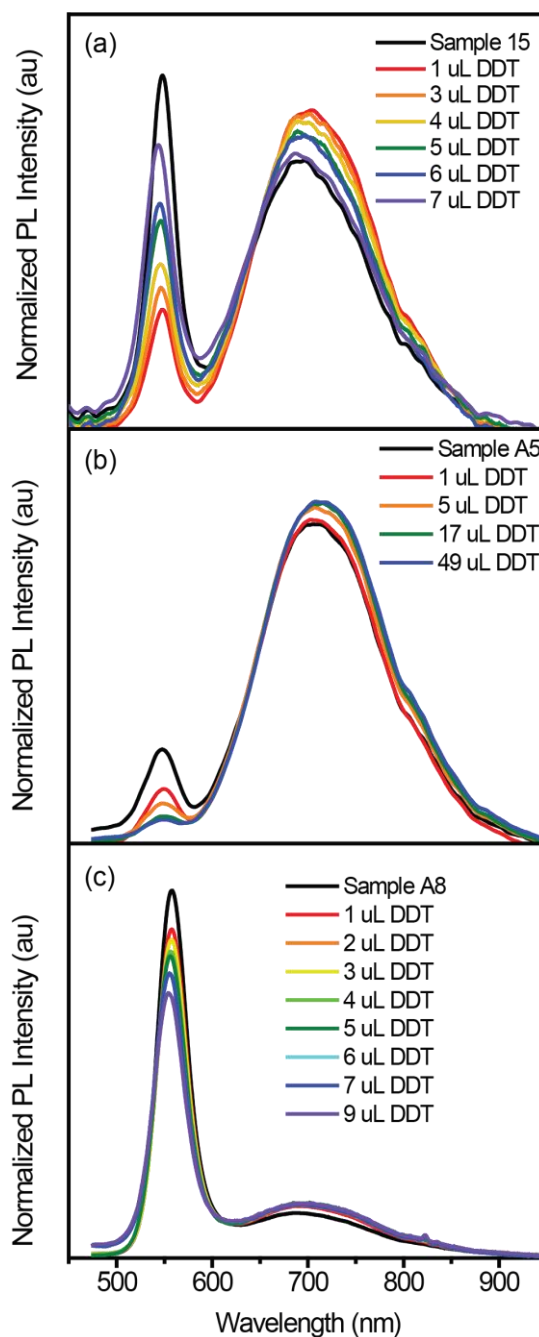 (a)
Sample 15
1 uL DDT
3 uL DDT
4 uL DDT
5 uL DDT
6 uL DDT
7 uL DDT
Normalized PL Intensity (au)
(b)
Sample A5
1 uL DDT
5 uL DDT
17 uL DDT
49 uL DDT
Normalized PL Intensity (au)
(c)
Sample A8
1 uL DDT
2 uL DDT
3 uL DDT
4 uL DDT
5 uL DDT
6 uL DDT
7 uL DDT
9 uL DDT
Normalized PL Intensity (au)
500 600 700 800 900
Wavelength (nm)